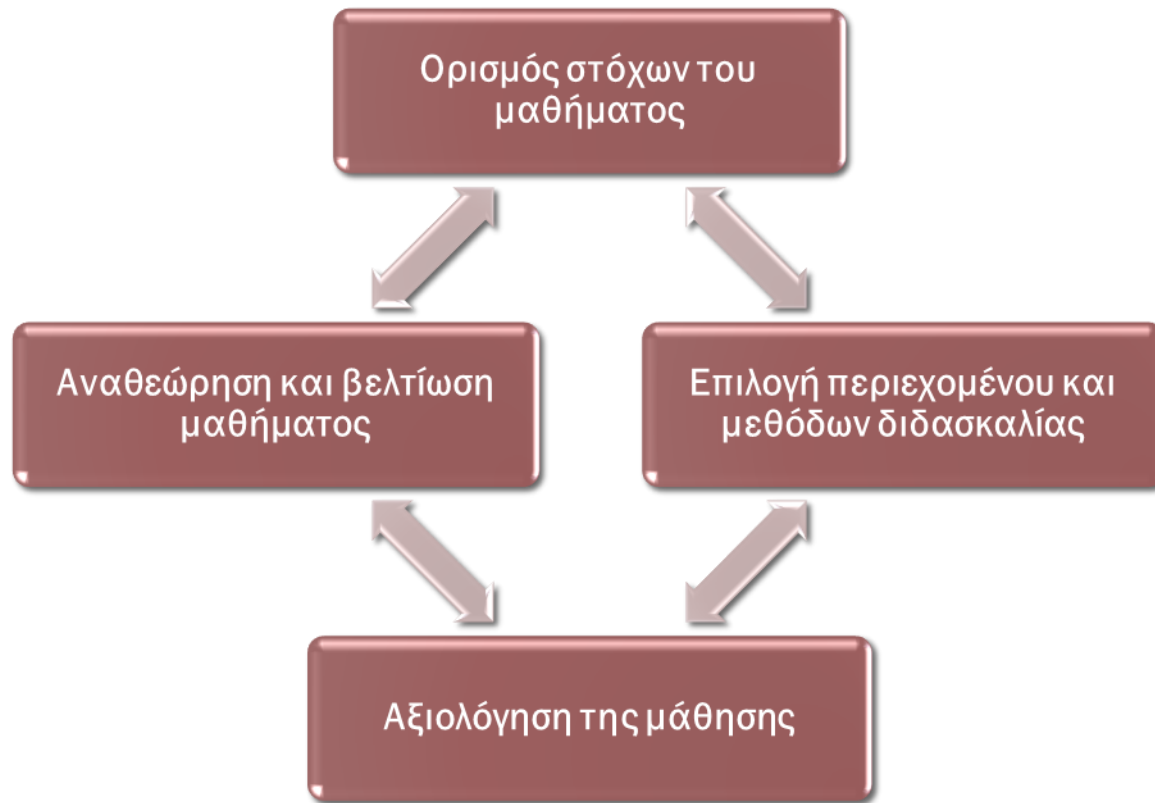 Ορισμός στόχων του
μαθήματος
Αναθεώρηση και βελτίωση
μαθήματος
Επιλογή περιεχομένου και
μεθόδων διδασκαλίας
Αξιολόγηση της μάθησης